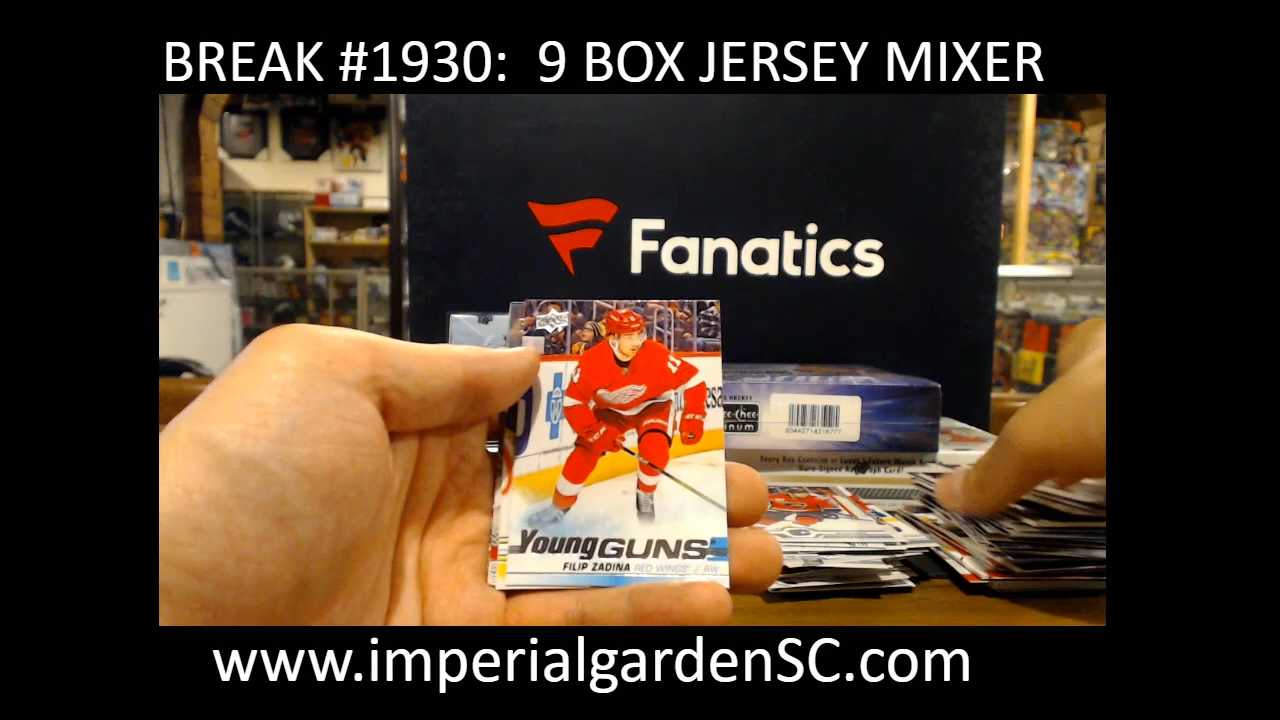 BREAK #1930:  9 BOX JERSEY MIXER
Fanatics
Young GUNS
FILIP ZADINA RED WINGS / RW
www.imperialgardenSC.com